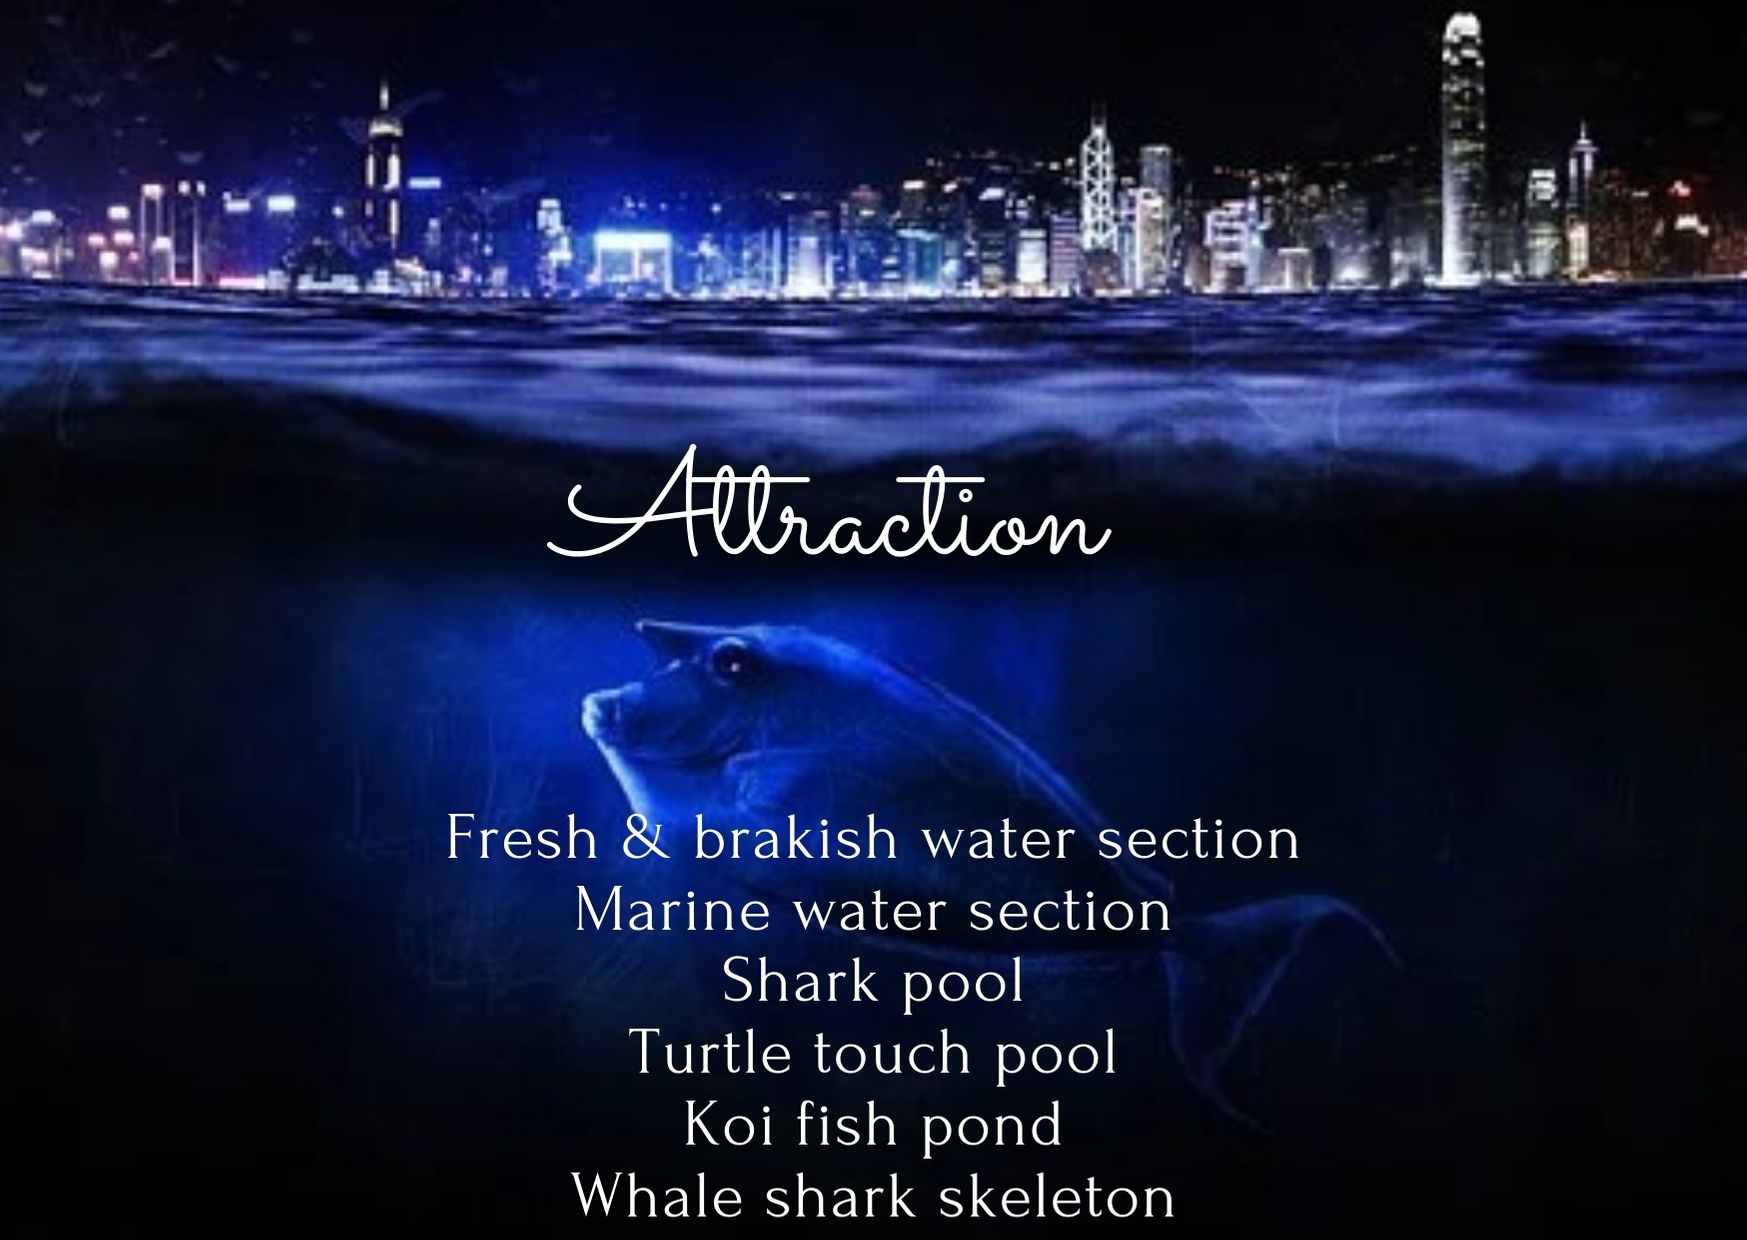 Attraction
Fresh & brakish water section
Marine water section
Shark pool
Turtle touch pool
Koi fish pond
Whale shark skeleton